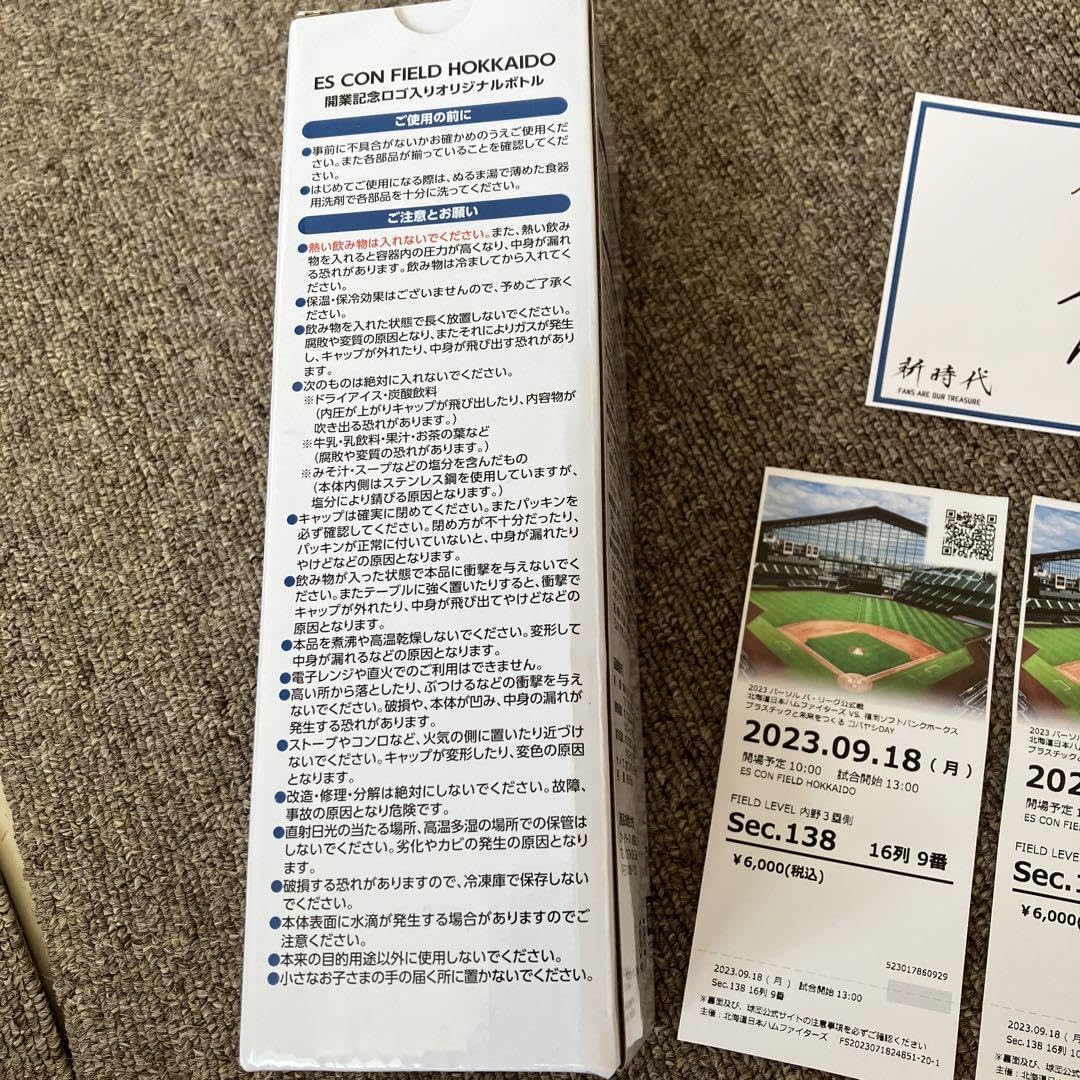 ES CON FIELD HOKKAIDO
開業記念ロゴ入りオリジナルボトル
ご使用の前に
●事前に不具合がないかお確かめのうえご使用くだ
さい。また各部品が揃っていることを確認してくだ
さい。
●はじめてご使用になる際は、ぬるま湯で薄めた食器
用洗剤で各部品を十分に洗ってください。
ご注意とお願い
●熱い飲み物は入れないでください。また、熱い飲み
物を入れると容器内の圧力が高くなり、中身が漏れ
る恐れがあります。飲み物は冷ましてから入れてく
ださい。
●保温・保冷効果はございませんので、予めご了承く
ださい。
●飲み物を入れた状態で長く放置しないでください。
腐敗や変質の原因となり、またそれによりガスが発生
し、キャップが外れたり、中身が飛び出す恐れがあり
ます。
●次のものは絶対に入れないでください。
※ドライアイス・炭酸飲料
（内圧が上がりキャップが飛び出したり、内容物が
吹き出る恐れがあります。）
※牛乳・乳飲料・果汁・お茶の葉など
（腐敗や変質の恐れがあります。）
※みそ汁・スープなどの塩分を含んだもの
（本体内側はステンレス鋼を使用していますが、
塩分により錆びる原因となります。）
●キャップは確実に閉めてください。またパッキンを
必ず確認してください。閉め方が不十分だったり、
パッキンが正常に付いていないと、中身が漏れたり
やけどなどの原因となります。
●飲み物が入った状態で本品に衝撃を与えないでく
ださい。またテーブルに強く置いたりすると、衝撃で
キャップが外れたり、中身が飛び出てやけどなどの
原因となります。
●本品を煮沸や高温乾燥しないでください。変形して
中身が漏れるなどの原因となります。
●電子レンジや直火でのご利用はできません。
●高い所から落としたり、ぶつけるなどの衝撃を与え
ないでください。破損や、本体が凹み、中身の漏れが
発生する恐れがあります。
●ストーブやコンロなど、火気の側に置いたり近づけ
ないでください。キャップが変形したり、変色の原因
となります。
●改造・修理・分解は絶対にしないでください。故障、
事故の原因となり危険です。
●直射日光の当たる場所、高温多湿の場所での保管は
しないでください。劣化やカビの発生の原因となり
ます。
●破損する恐れがありますので、冷凍庫で保存しない
でください。
●本体表面に水滴が発生する場合がありますのでご
注意ください。
●本来の目的用途以外に使用しないでください。
●小さなお子さまの手の届く所に置かないでください。
新時代
FANS ARE OUR TREASURE
2023 パーソル パ・リーグ公式戦
北海道日本ハムファイターズ VS. 福岡ソフトバンクホークス
プラスチックと未来をつくる コバヤシDAY
2023.09.18（月）
開場予定 10:00 試合開始 13:00
ES CON FIELD HOKKAIDO
FIELD LEVEL 内野３塁側
Sec.138 16列 9番
￥6,000(税込)
523017860929
2023.09.18（月） 試合開始 13:00
Sec.138 16列 9番
※裏面及び、球団公式サイトの注意事項を必ずご確認ください
主催：北海道日本ハムファイターズ FS2023071824851-20-1
2023 パーソル
北海道日本ハム
プラスチックと
202
開場予定
ES CON FIE
FIELD LEVE
Sec.
￥6,000(
2023.09.18（月
Sec.138 16列
※裏面及び、球団公式
主催：北海道日本